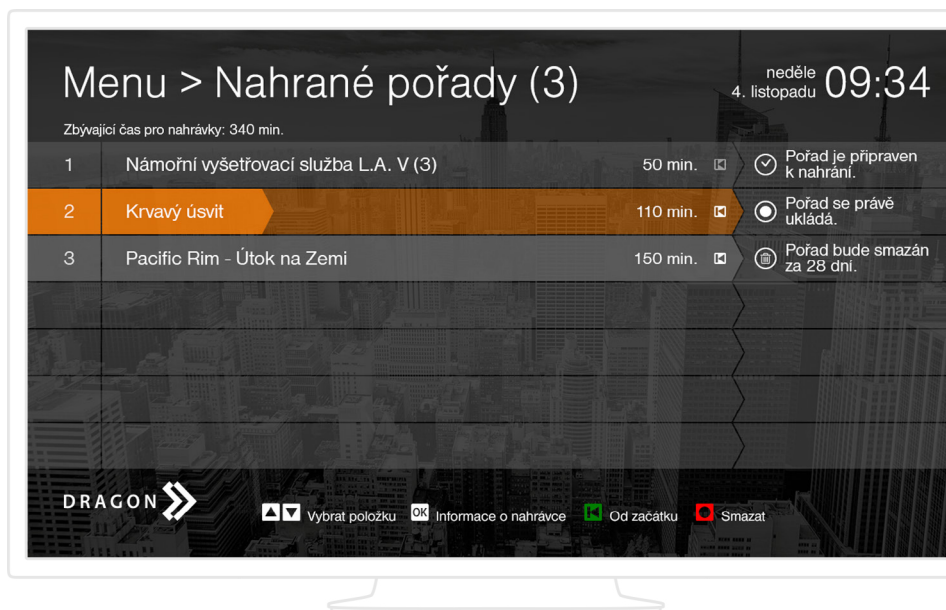 Menu > Nahrané pořady (3)
neděle
4. listopadu 09:34
Zbývající čas pro nahrávky: 340 min.
1 Námořní vyšetřovací služba L.A. V (3) 50 min.
Pořad je připraven
k nahrání.
2 Krvavý úsvit 110 min.
Pořad se právě
ukládá.
3 Pacific Rim - Útok na Zemi 150 min.
Pořad bude smazán
za 28 dní.
DRAGON
Vybrat položku OK Informace o nahrávce Od začátku Smazat